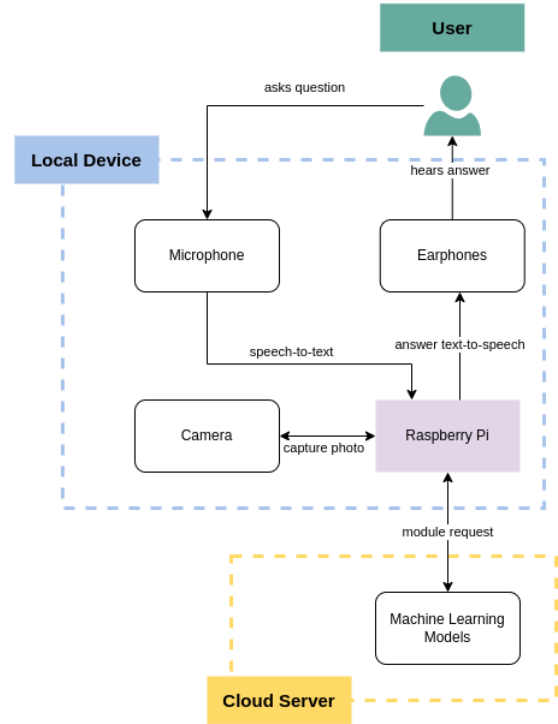 User
asks question
Local Device
hears answer
Microphone
Earphones
speech-to-text
answer text-to-speech
Camera
capture photo
Raspberry Pi
module request
Machine Learning
Models
Cloud Server